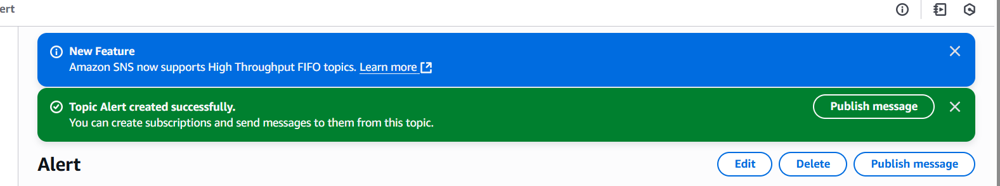 ert
New Feature
Amazon SNS now supports High Throughput FIFO topics. Learn more
Topic Alert created successfully.
Publish message
You can create subscriptions and send messages to them from this topic.
Alert
Edit
Delete
Publish message